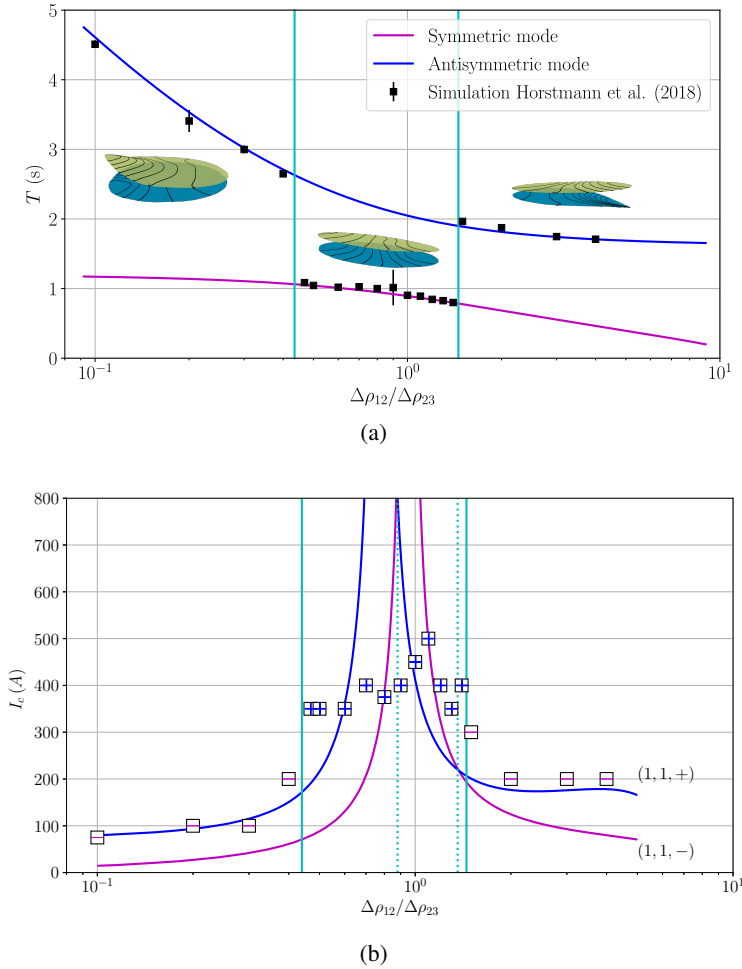 5
4
3
2
1
0
T (s)
Symmetric mode
Antisymmetric mode
Simulation Horstmann et al. (2018)
10⁻¹ 10⁰ 10¹
Δρ₁₂/Δρ₂₃
(a)
800
700
600
500
400
300
200
100
0
I_c (A)
(1, 1, +)
(1, 1, −)
10⁻¹ 10⁰ 10¹
Δρ₁₂/Δρ₂₃
(b)